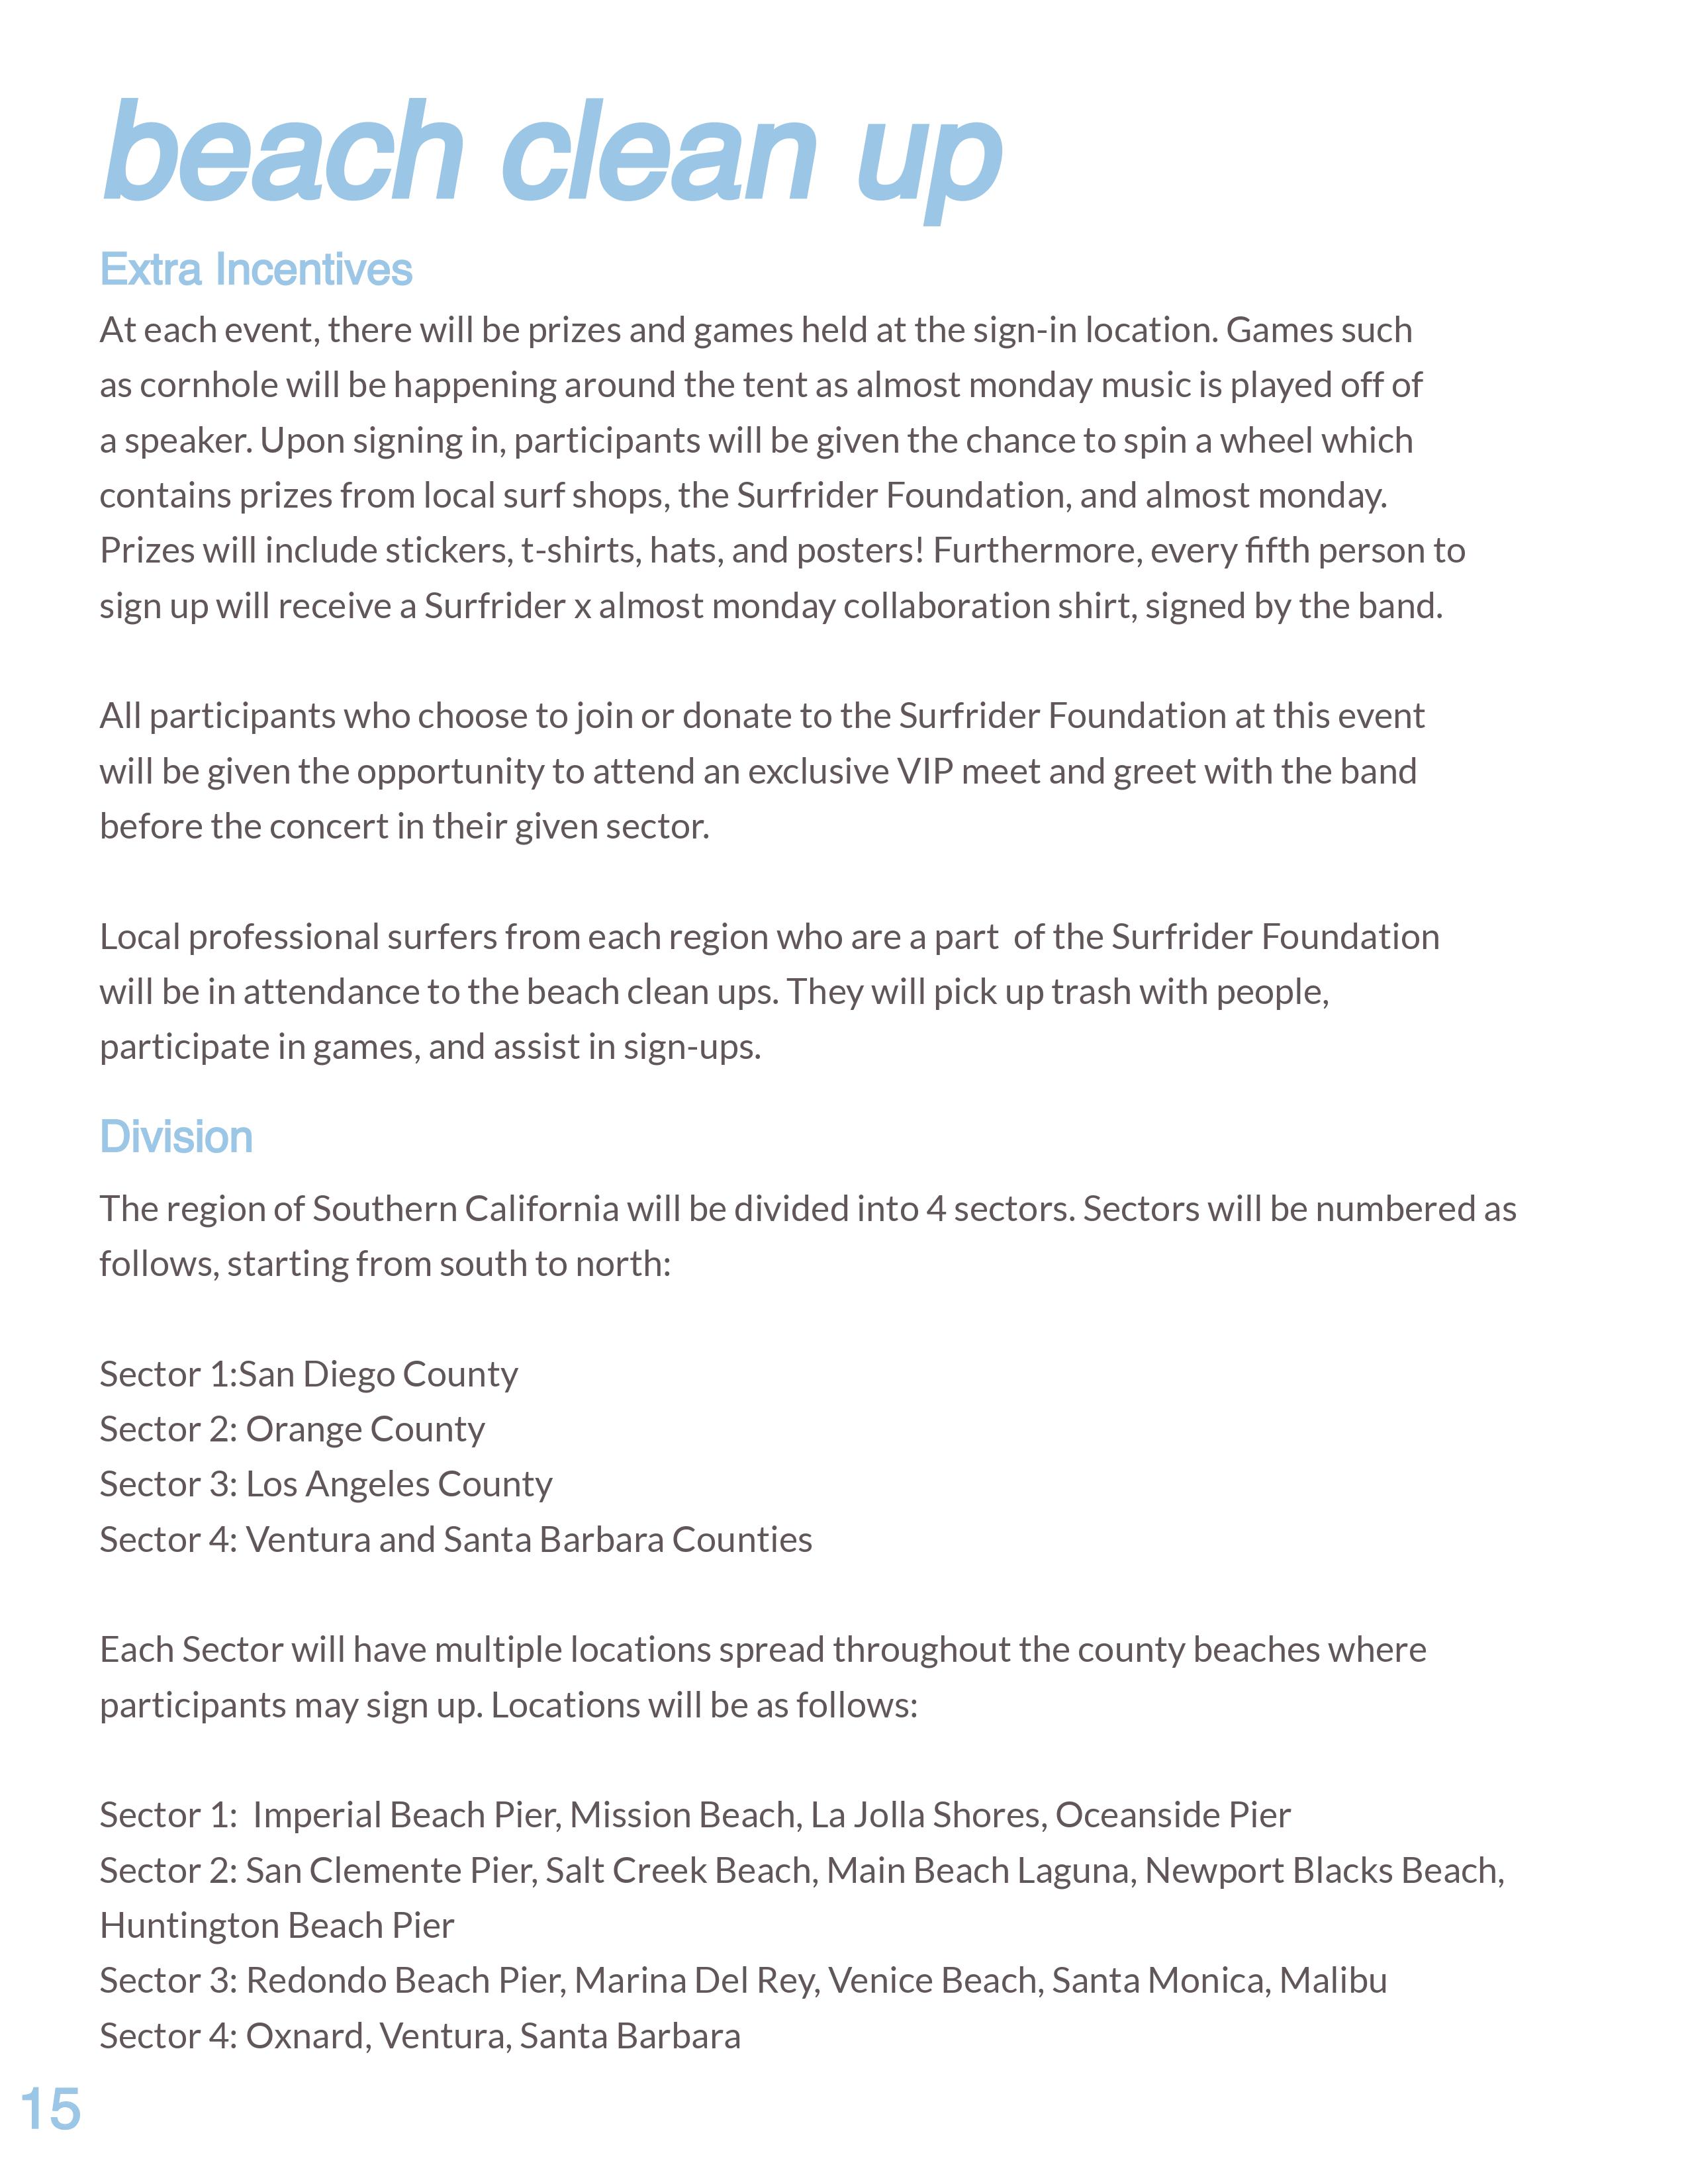 beach clean up
Extra Incentives
At each event, there will be prizes and games held at the sign-in location. Games such
as cornhole will be happening around the tent as almost monday music is played off of
a speaker. Upon signing in, participants will be given the chance to spin a wheel which
contains prizes from local surf shops, the Surfrider Foundation, and almost monday.
Prizes will include stickers, t-shirts, hats, and posters! Furthermore, every fifth person to
sign up will receive a Surfrider x almost monday collaboration shirt, signed by the band.
All participants who choose to join or donate to the Surfrider Foundation at this event
will be given the opportunity to attend an exclusive VIP meet and greet with the band
before the concert in their given sector.
Local professional surfers from each region who are a part  of the Surfrider Foundation
will be in attendance to the beach clean ups. They will pick up trash with people,
participate in games, and assist in sign-ups.
Division
The region of Southern California will be divided into 4 sectors. Sectors will be numbered as
follows, starting from south to north:
Sector 1:San Diego County
Sector 2: Orange County
Sector 3: Los Angeles County
Sector 4: Ventura and Santa Barbara Counties
Each Sector will have multiple locations spread throughout the county beaches where
participants may sign up. Locations will be as follows:
Sector 1:  Imperial Beach Pier, Mission Beach, La Jolla Shores, Oceanside Pier
Sector 2: San Clemente Pier, Salt Creek Beach, Main Beach Laguna, Newport Blacks Beach,
Huntington Beach Pier
Sector 3: Redondo Beach Pier, Marina Del Rey, Venice Beach, Santa Monica, Malibu
Sector 4: Oxnard, Ventura, Santa Barbara
15